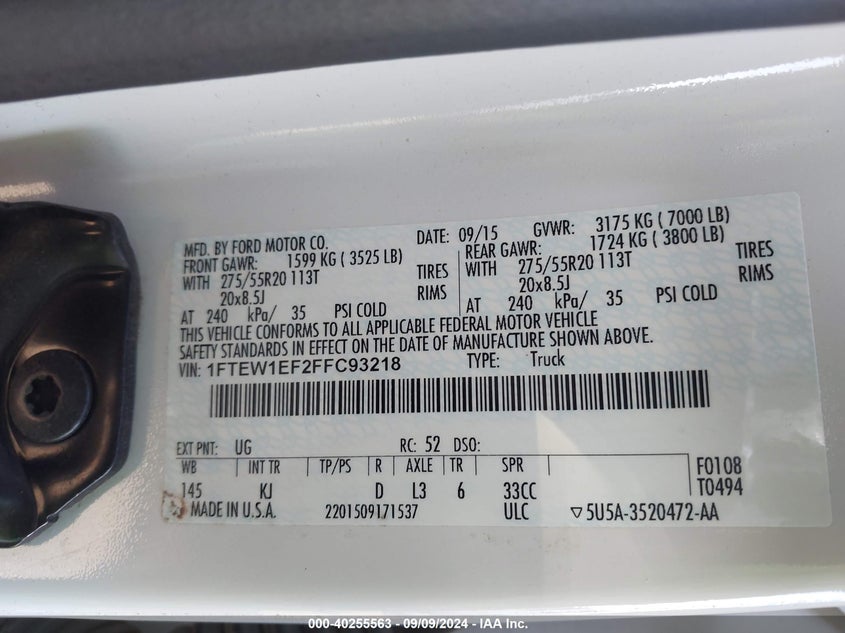 MFD. BY FORD MOTOR CO. DATE: 09/15 GVWR: 3175 KG ( 7000 LB)
FRONT GAWR: 1599 KG ( 3525 LB) REAR GAWR: 1724 KG ( 3800 LB)
WITH 275/55R20 113T TIRES WITH 275/55R20 113T TIRES
20x8.5J RIMS 20x8.5J RIMS
AT 240 kPa/ 35 PSI COLD AT 240 kPa/ 35 PSI COLD
THIS VEHICLE CONFORMS TO ALL APPLICABLE FEDERAL MOTOR VEHICLE
SAFETY STANDARDS IN EFFECT ON THE DATE OF MANUFACTURE SHOWN ABOVE.
VIN: 1FTEW1EF2FFC93218 TYPE: Truck
EXT PNT: UG RC: 52 DSO:
WB INT TR TP/PS R AXLE TR SPR F0108
145 KJ D L3 6 33CC T0494
MADE IN U.S.A. 2201509171537 ULC ▽5U5A-3520472-AA
000-40255563 - 09/09/2024 - IAA Inc.